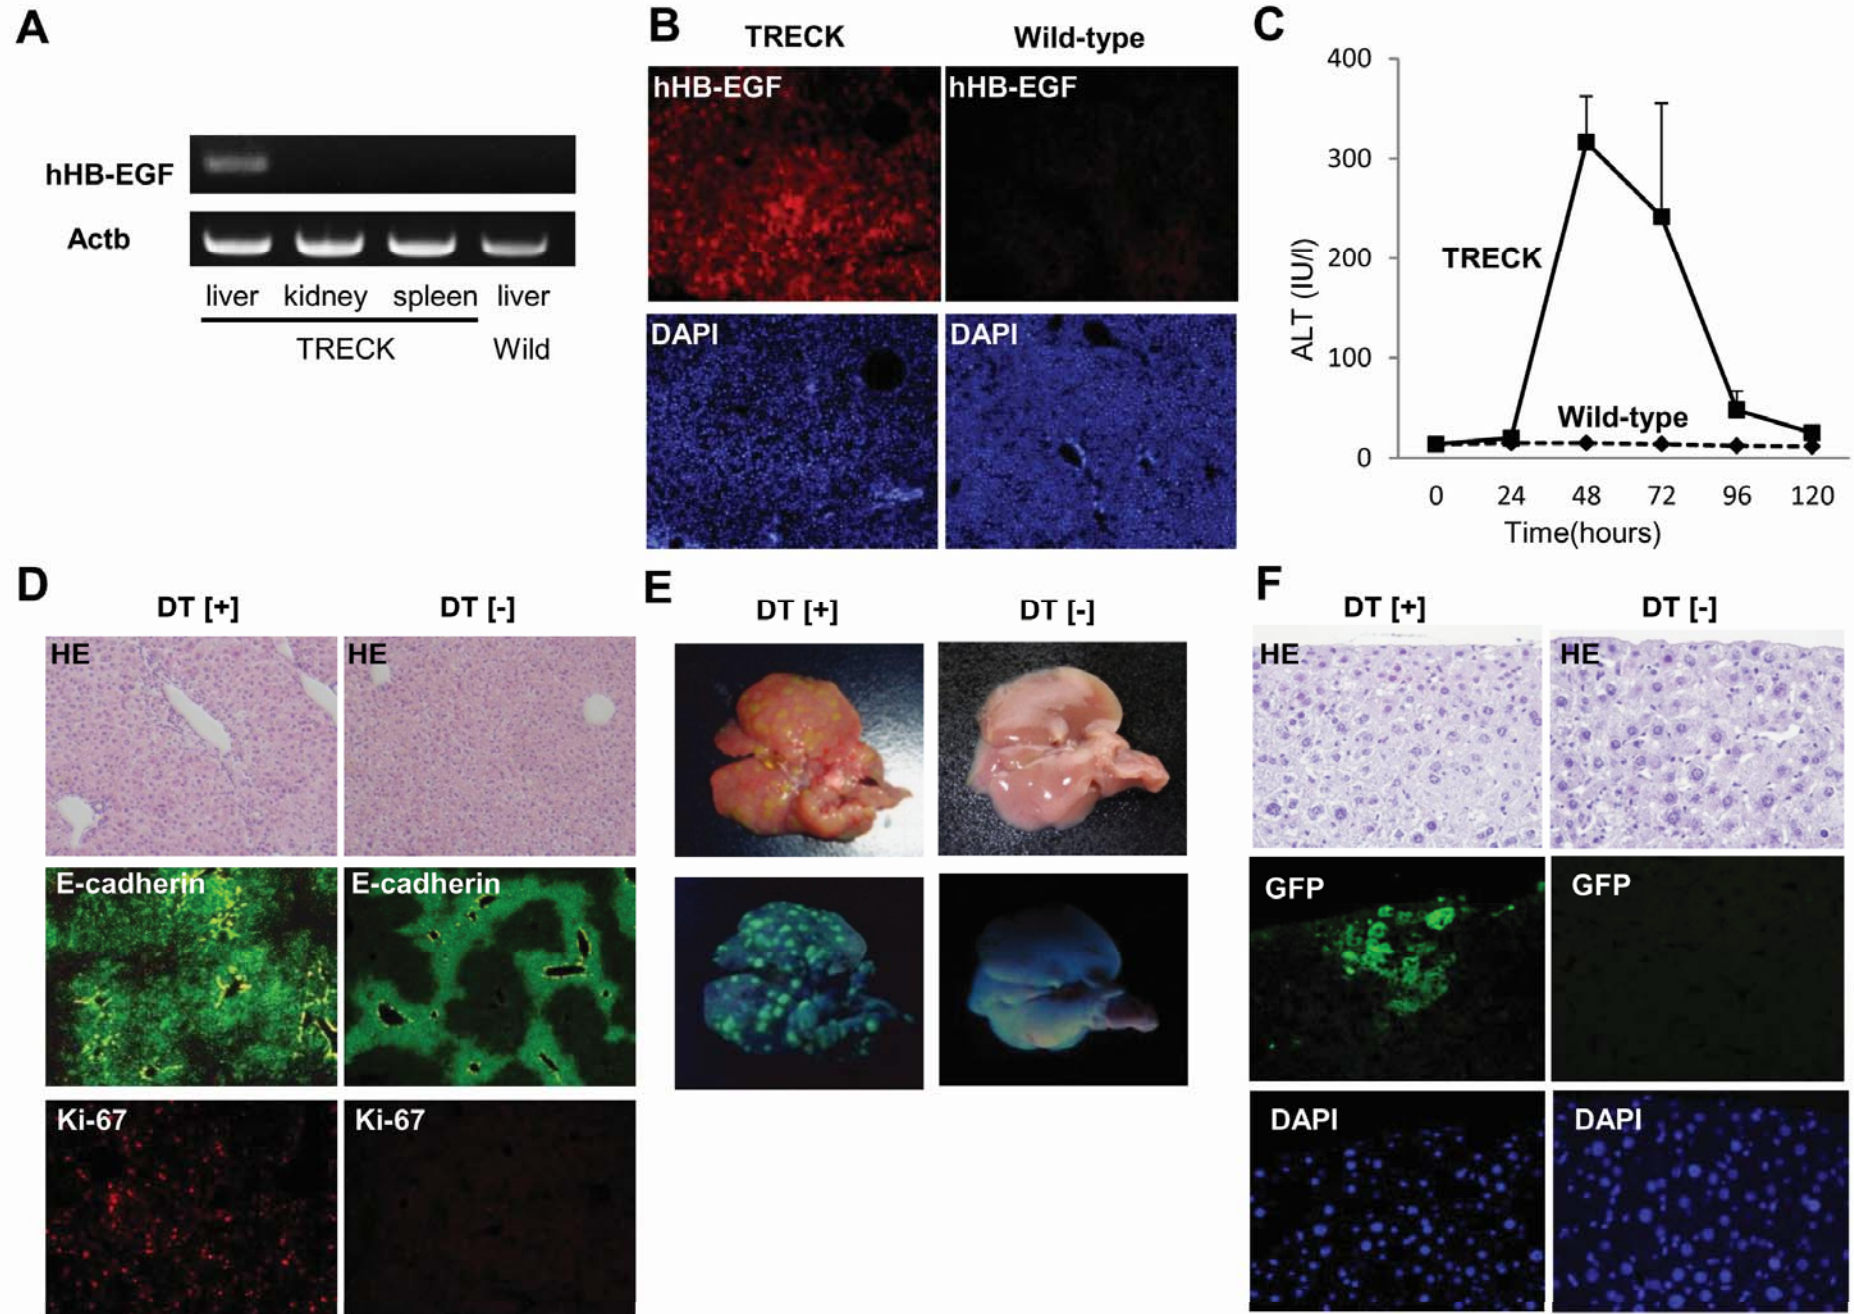 A
hHB-EGF
Actb
liver kidney spleen liver
TRECK Wild
B
TRECK Wild-type
hHB-EGF hHB-EGF
DAPI DAPI
C
400
300
200
100
0
ALT (IU/l)
TRECK
Wild-type
0 24 48 72 96 120
Time(hours)
D
DT [+] DT [-]
HE HE
E-cadherin E-cadherin
Ki-67 Ki-67
E
DT [+] DT [-]
F
DT [+] DT [-]
HE HE
GFP GFP
DAPI DAPI